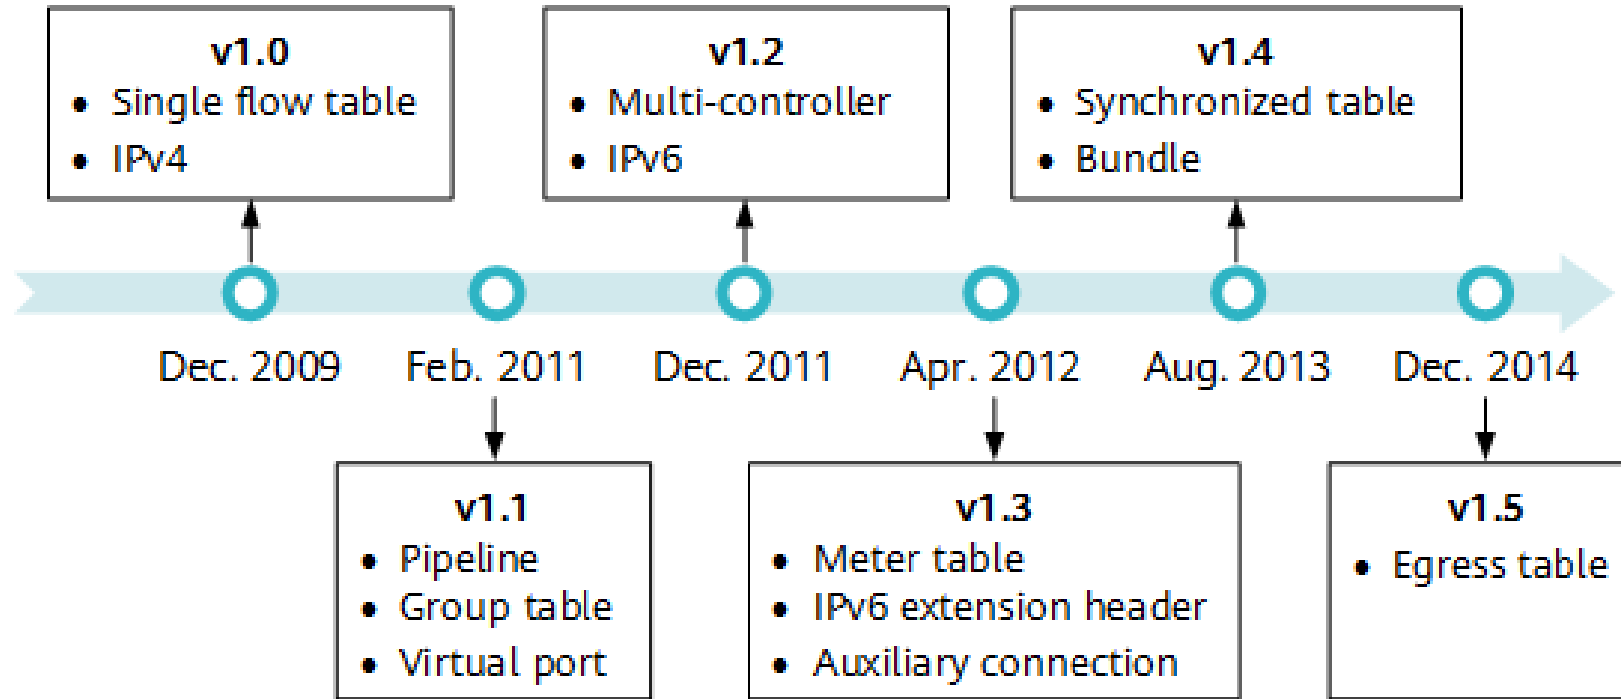 v1.0
• Single flow table
• IPv4
v1.2
• Multi-controller
• IPv6
v1.4
• Synchronized table
• Bundle
Dec. 2009
Feb. 2011
Dec. 2011
Apr. 2012
Aug. 2013
Dec. 2014
v1.1
• Pipeline
• Group table
• Virtual port
v1.3
• Meter table
• IPv6 extension header
• Auxiliary connection
v1.5
• Egress table